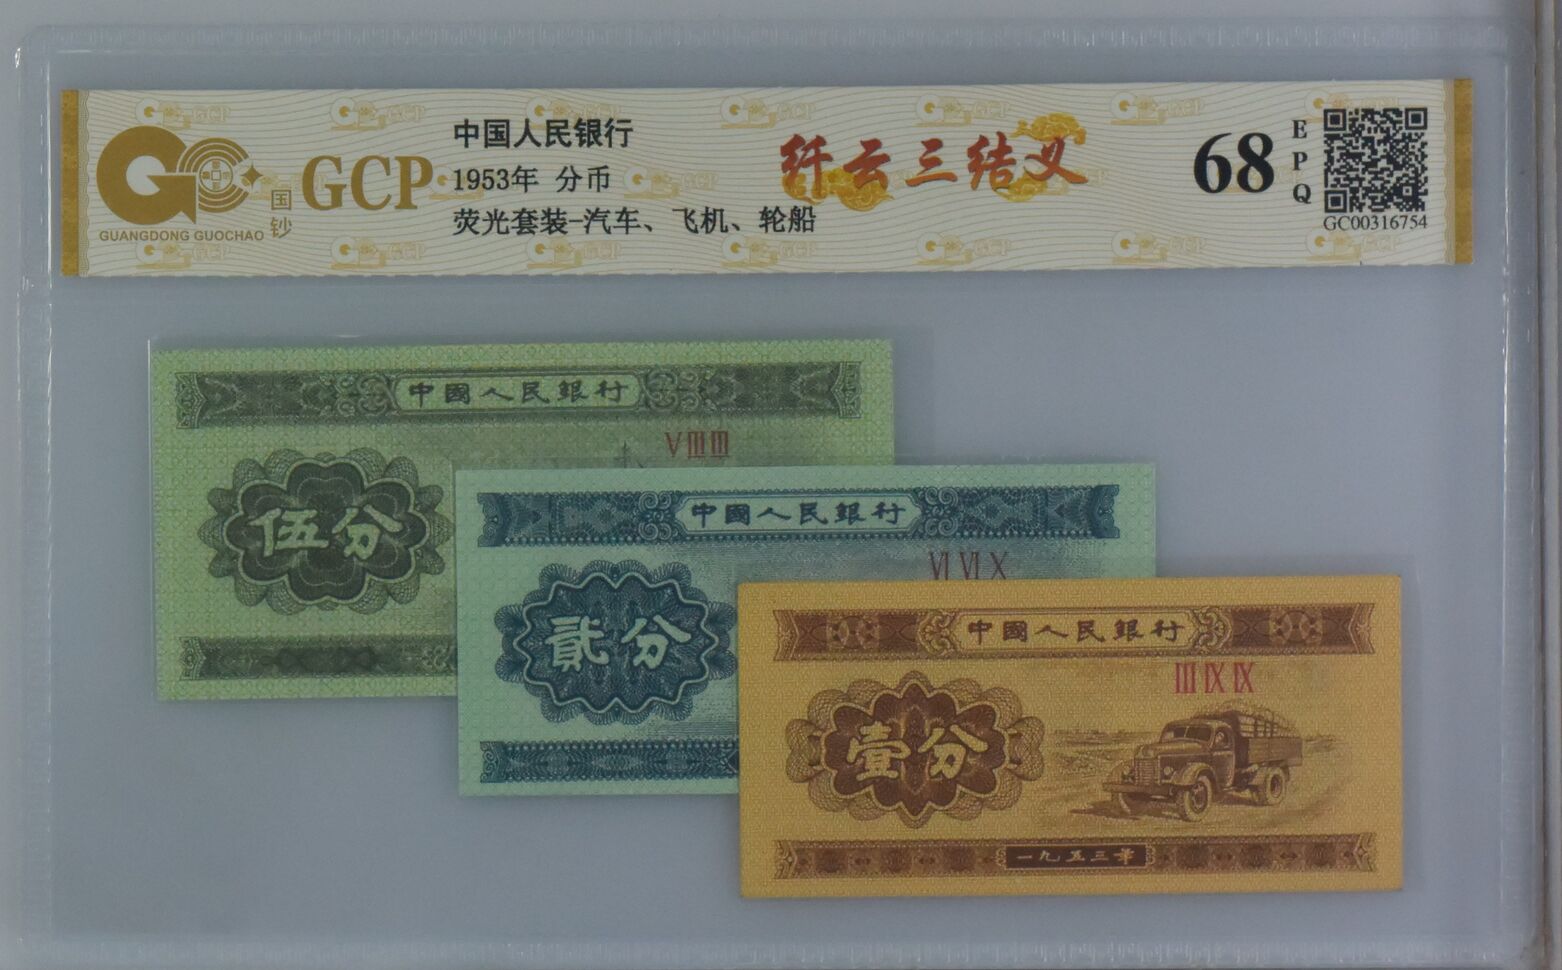 GUANGDONG GUOCHAO
国钞
GCP
中国人民银行
1953年 分币
荧光套装-汽车、飞机、轮船
纤云三结义
68
EPQ
GC00316754
中國人民銀行
V III III
伍分
中國人民銀行
VI VI X
貳分
中國人民銀行
III IX IX
壹分
一九五三年